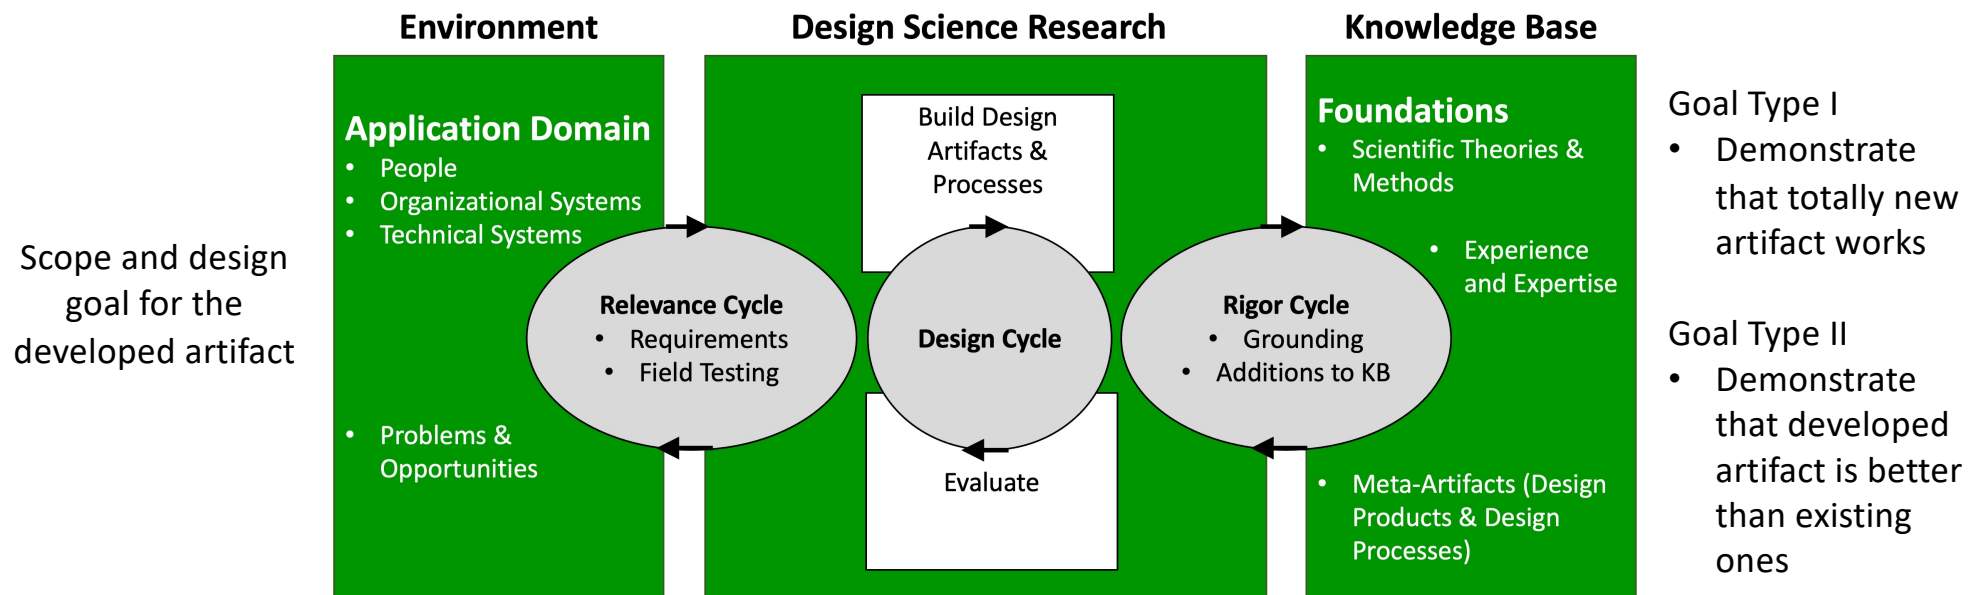 Environment
Design Science Research
Knowledge Base
Scope and design
goal for the
developed artifact
Application Domain
• People
• Organizational Systems
• Technical Systems
• Problems &
Opportunities
Relevance Cycle
• Requirements
• Field Testing
Build Design
Artifacts &
Processes
Design Cycle
Evaluate
Rigor Cycle
• Grounding
• Additions to KB
Foundations
• Scientific Theories &
Methods
• Experience
and Expertise
• Meta-Artifacts (Design
Products & Design
Processes)
Goal Type I
• Demonstrate
that totally new
artifact works
Goal Type II
• Demonstrate
that developed
artifact is better
than existing
ones